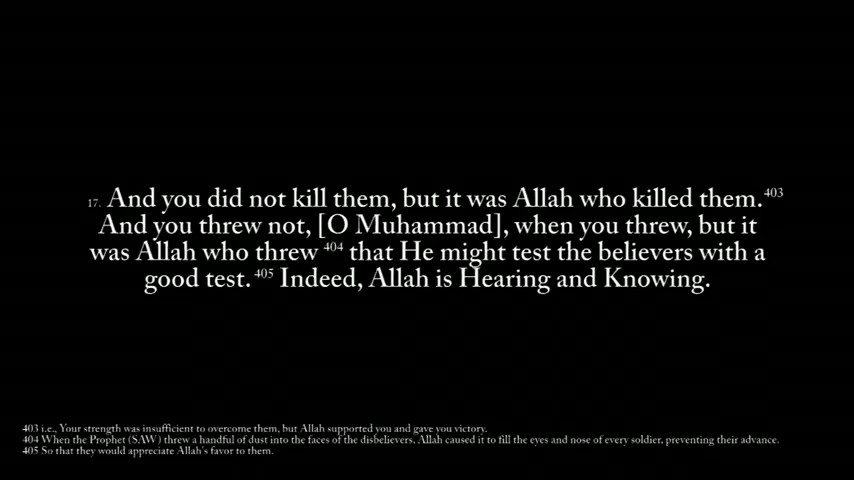 17. And you did not kill them, but it was Allah who killed them.403
And you threw not, [O Muhammad], when you threw, but it
was Allah who threw 404 that He might test the believers with a
good test. 405 Indeed, Allah is Hearing and Knowing.
403 i.e., Your strength was insufficient to overcome them, but Allah supported you and gave you victory.
404 When the Prophet (SAW) threw a handful of dust into the faces of the disbelievers, Allah caused it to fill the eyes and nose of every soldier, preventing their advance.
405 So that they would appreciate Allah's favor to them.